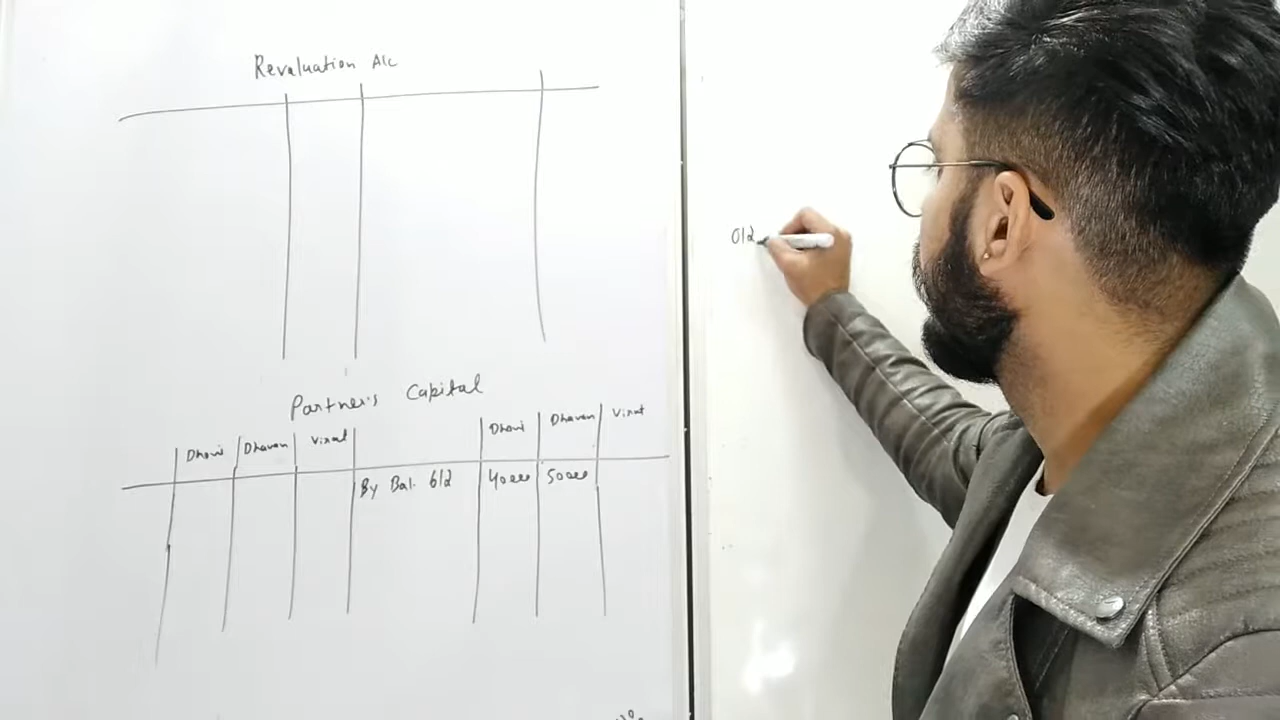 Revaluation A/c
Partner's Capital
Dhoni Dhavan Virat Dhoni Dhavan Virat
By Bal. b/d 40000 50000
Old